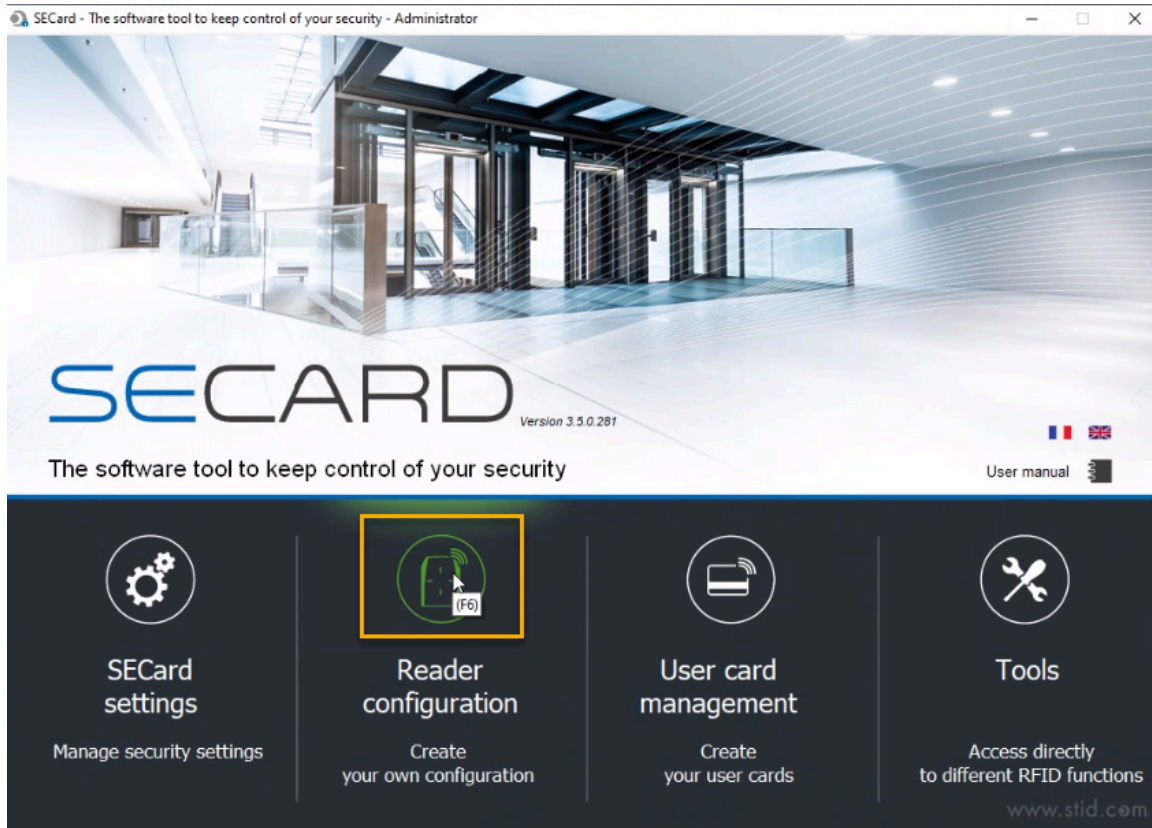 SECard - The software tool to keep control of your security - Administrator
SECARD
Version 3.5.0.281
The software tool to keep control of your security
User manual
(F6)
SECard
settings
Manage security settings
Reader
configuration
Create
your own configuration
User card
management
Create
your user cards
Tools
Access directly
to different RFID functions
www.stid.com